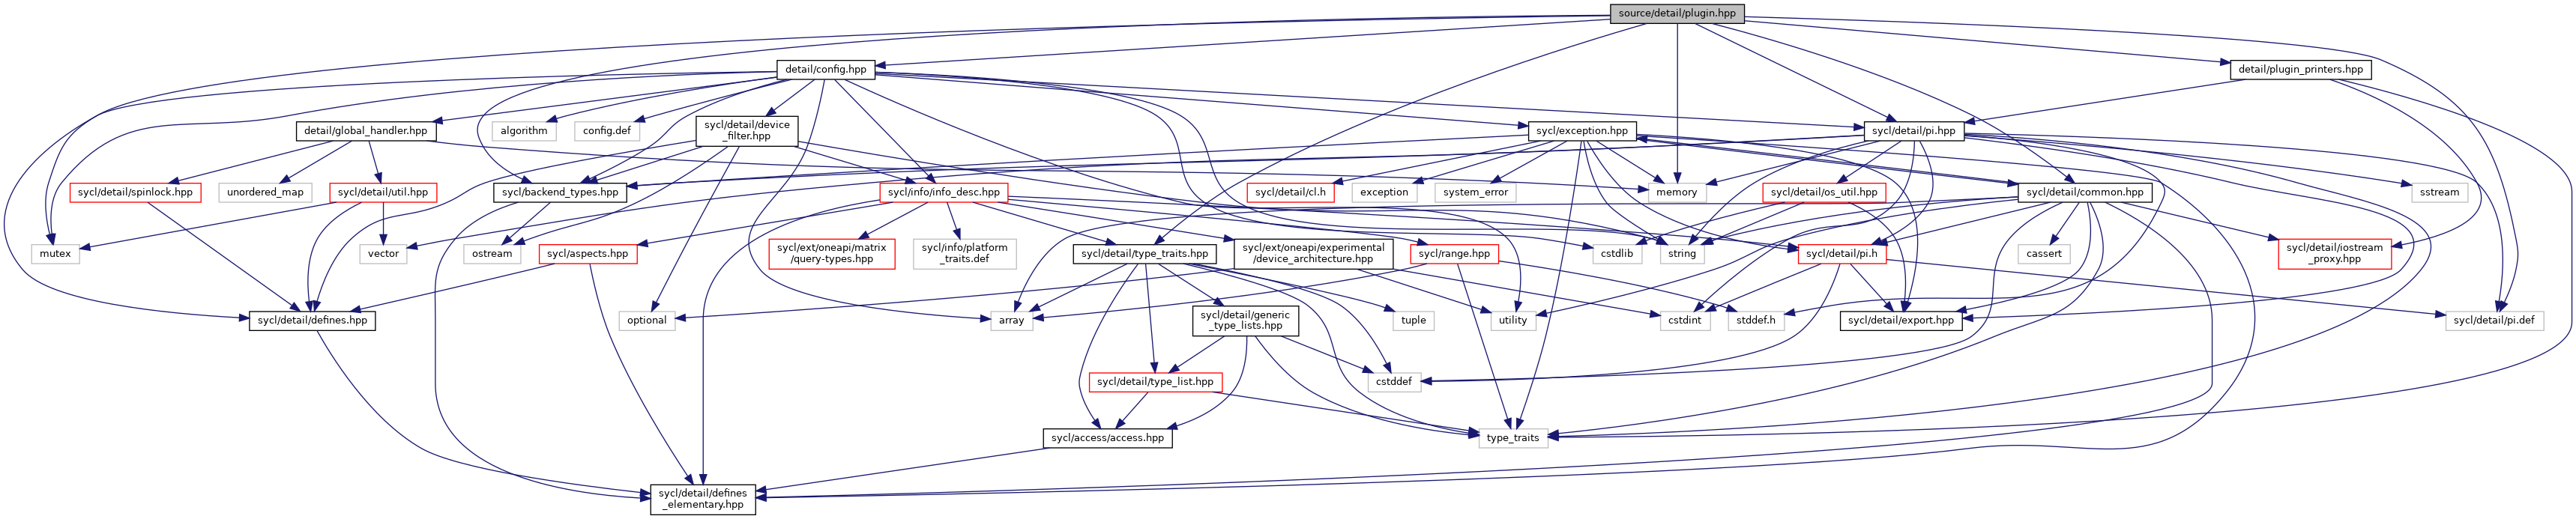 source/detail/plugin.hpp
detail/config.hpp
detail/plugin_printers.hpp
detail/global_handler.hpp
algorithm
config.def
sycl/detail/device
_filter.hpp
sycl/exception.hpp
sycl/detail/pi.hpp
sycl/detail/spinlock.hpp
unordered_map
sycl/detail/util.hpp
sycl/backend_types.hpp
sycl/info/info_desc.hpp
sycl/detail/cl.h
exception
system_error
memory
sycl/detail/os_util.hpp
sycl/detail/common.hpp
sstream
mutex
vector
ostream
sycl/aspects.hpp
sycl/ext/oneapi/matrix
/query-types.hpp
sycl/info/platform
_traits.def
sycl/detail/type_traits.hpp
sycl/ext/oneapi/experimental
/device_architecture.hpp
sycl/range.hpp
cstdlib
string
sycl/detail/pi.h
cassert
sycl/detail/iostream
_proxy.hpp
sycl/detail/defines.hpp
optional
array
tuple
sycl/detail/generic
_type_lists.hpp
utility
cstdint
stddef.h
sycl/detail/export.hpp
sycl/detail/pi.def
sycl/detail/type_list.hpp
cstddef
sycl/access/access.hpp
type_traits
sycl/detail/defines
_elementary.hpp